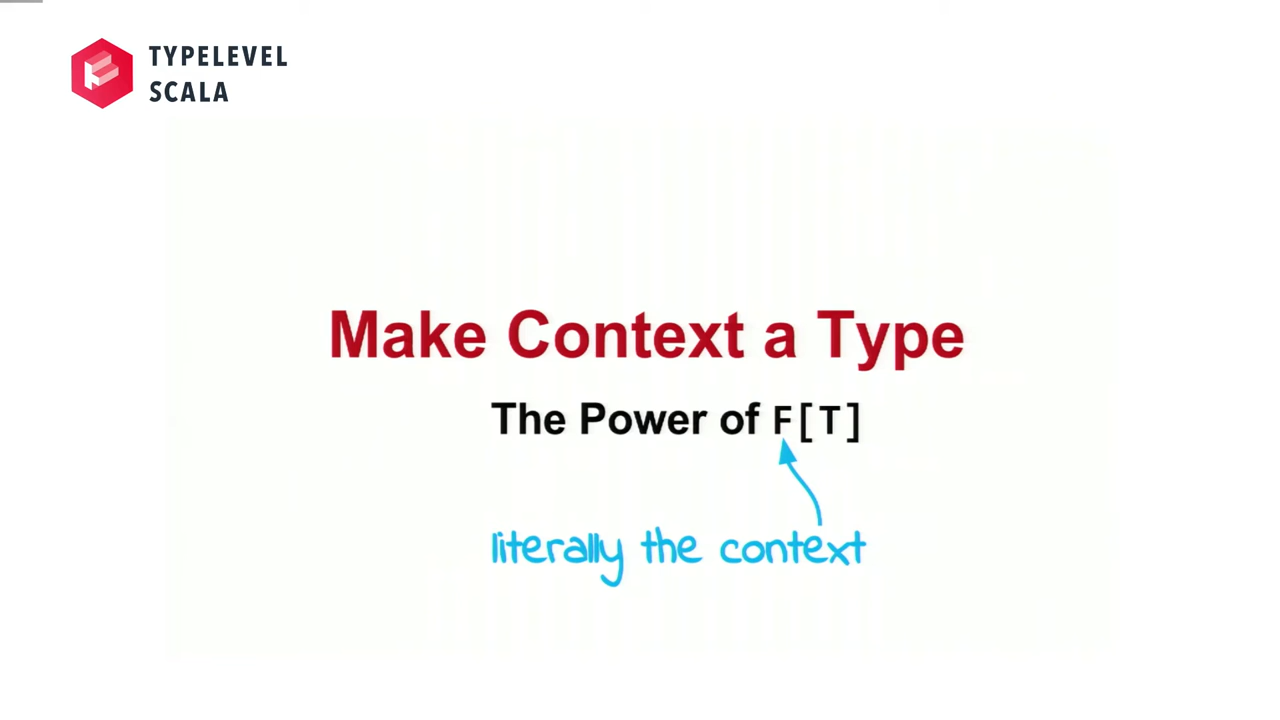 TYPELEVEL
SCALA
Make Context a Type
The Power of F[T]
literally the context